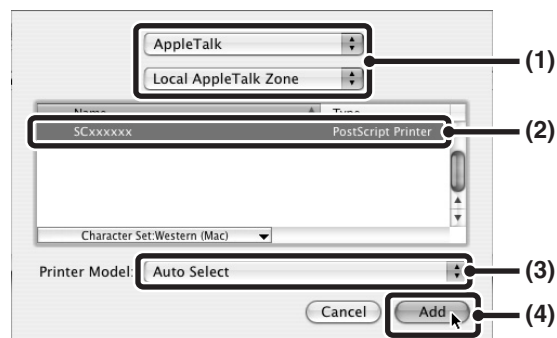 AppleTalk
(1)
Local AppleTalk Zone
Name Type
SCxxxxxx PostScript Printer (2)
Character Set:Western (Mac)
Printer Model: Auto Select (3)
Cancel Add (4)